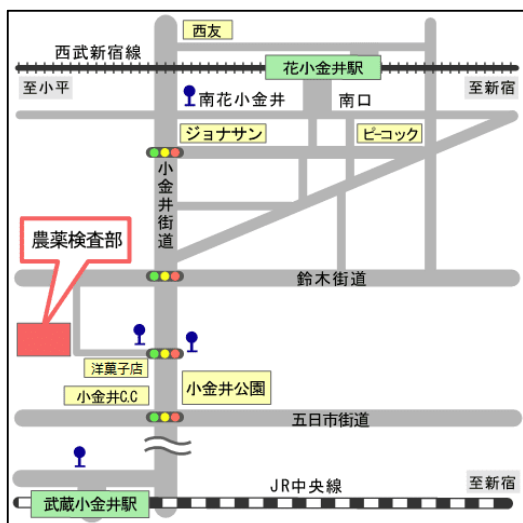 西友
西武新宿線
花小金井駅
至小平
南花小金井
南口
至新宿
ジョナサン
ピーコック
小金井街道
農薬検査部
鈴木街道
洋菓子店
小金井C.C
小金井公園
五日市街道
JR中央線
至新宿
武蔵小金井駅